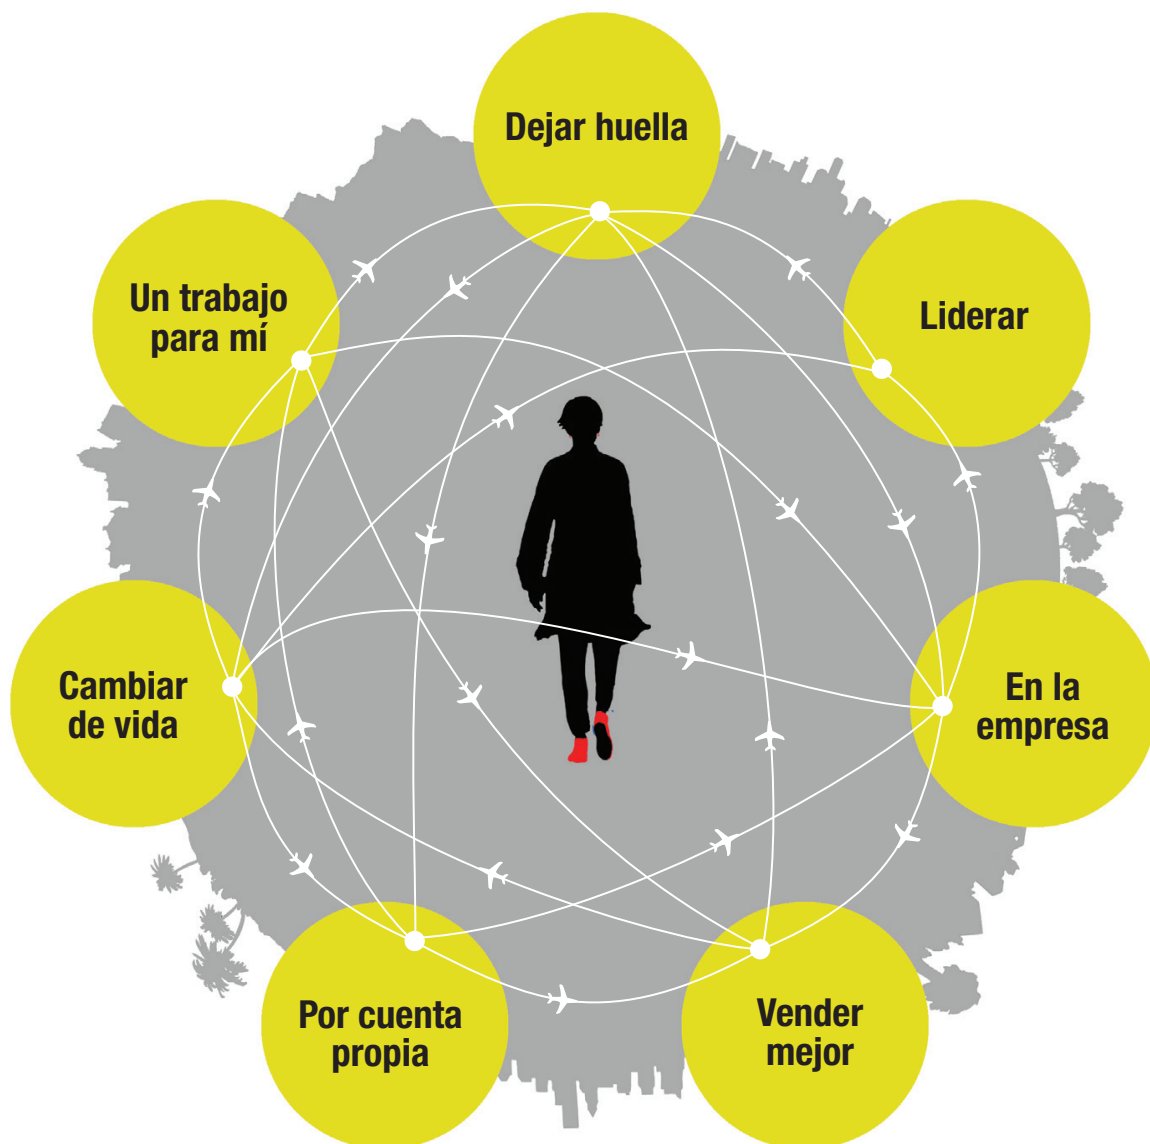 Dejar huella
Un trabajo
para mí
Liderar
Cambiar
de vida
En la
empresa
Por cuenta
propia
Vender
mejor